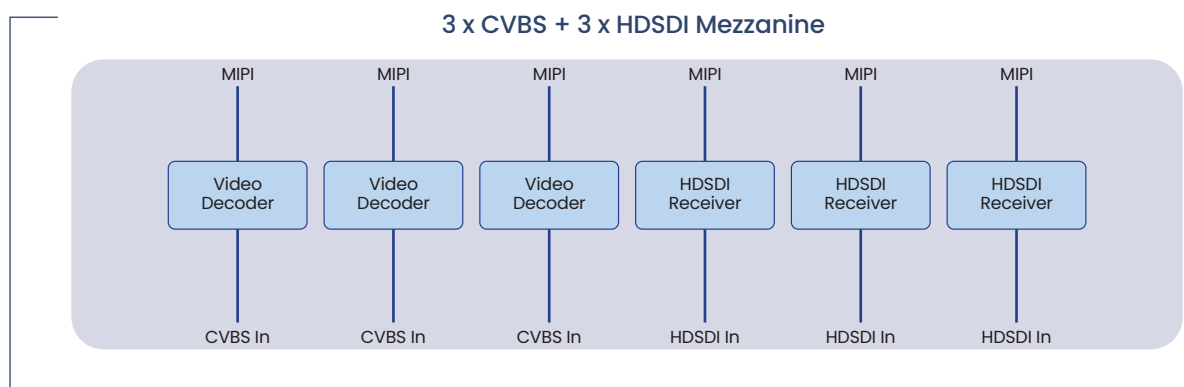 3 x CVBS + 3 x HDSDI Mezzanine
MIPI MIPI MIPI MIPI MIPI MIPI
Video Decoder
Video Decoder
Video Decoder
HDSDI Receiver
HDSDI Receiver
HDSDI Receiver
CVBS In CVBS In CVBS In HDSDI In HDSDI In HDSDI In